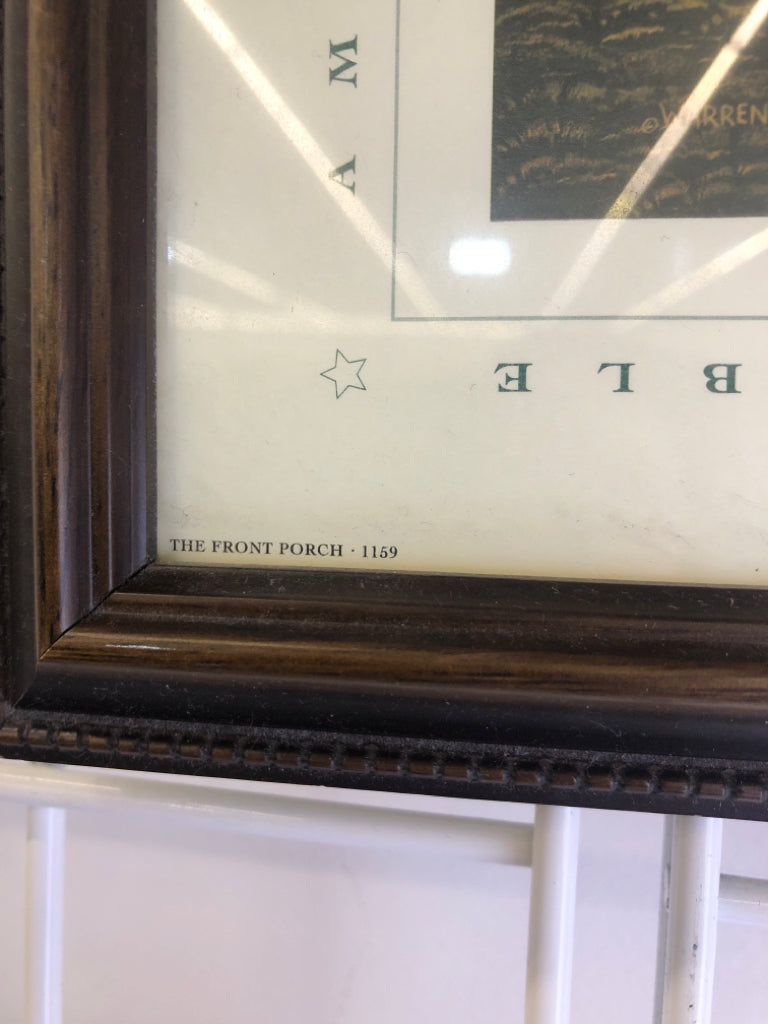 A M
©WARREN
B L E
THE FRONT PORCH · 1159